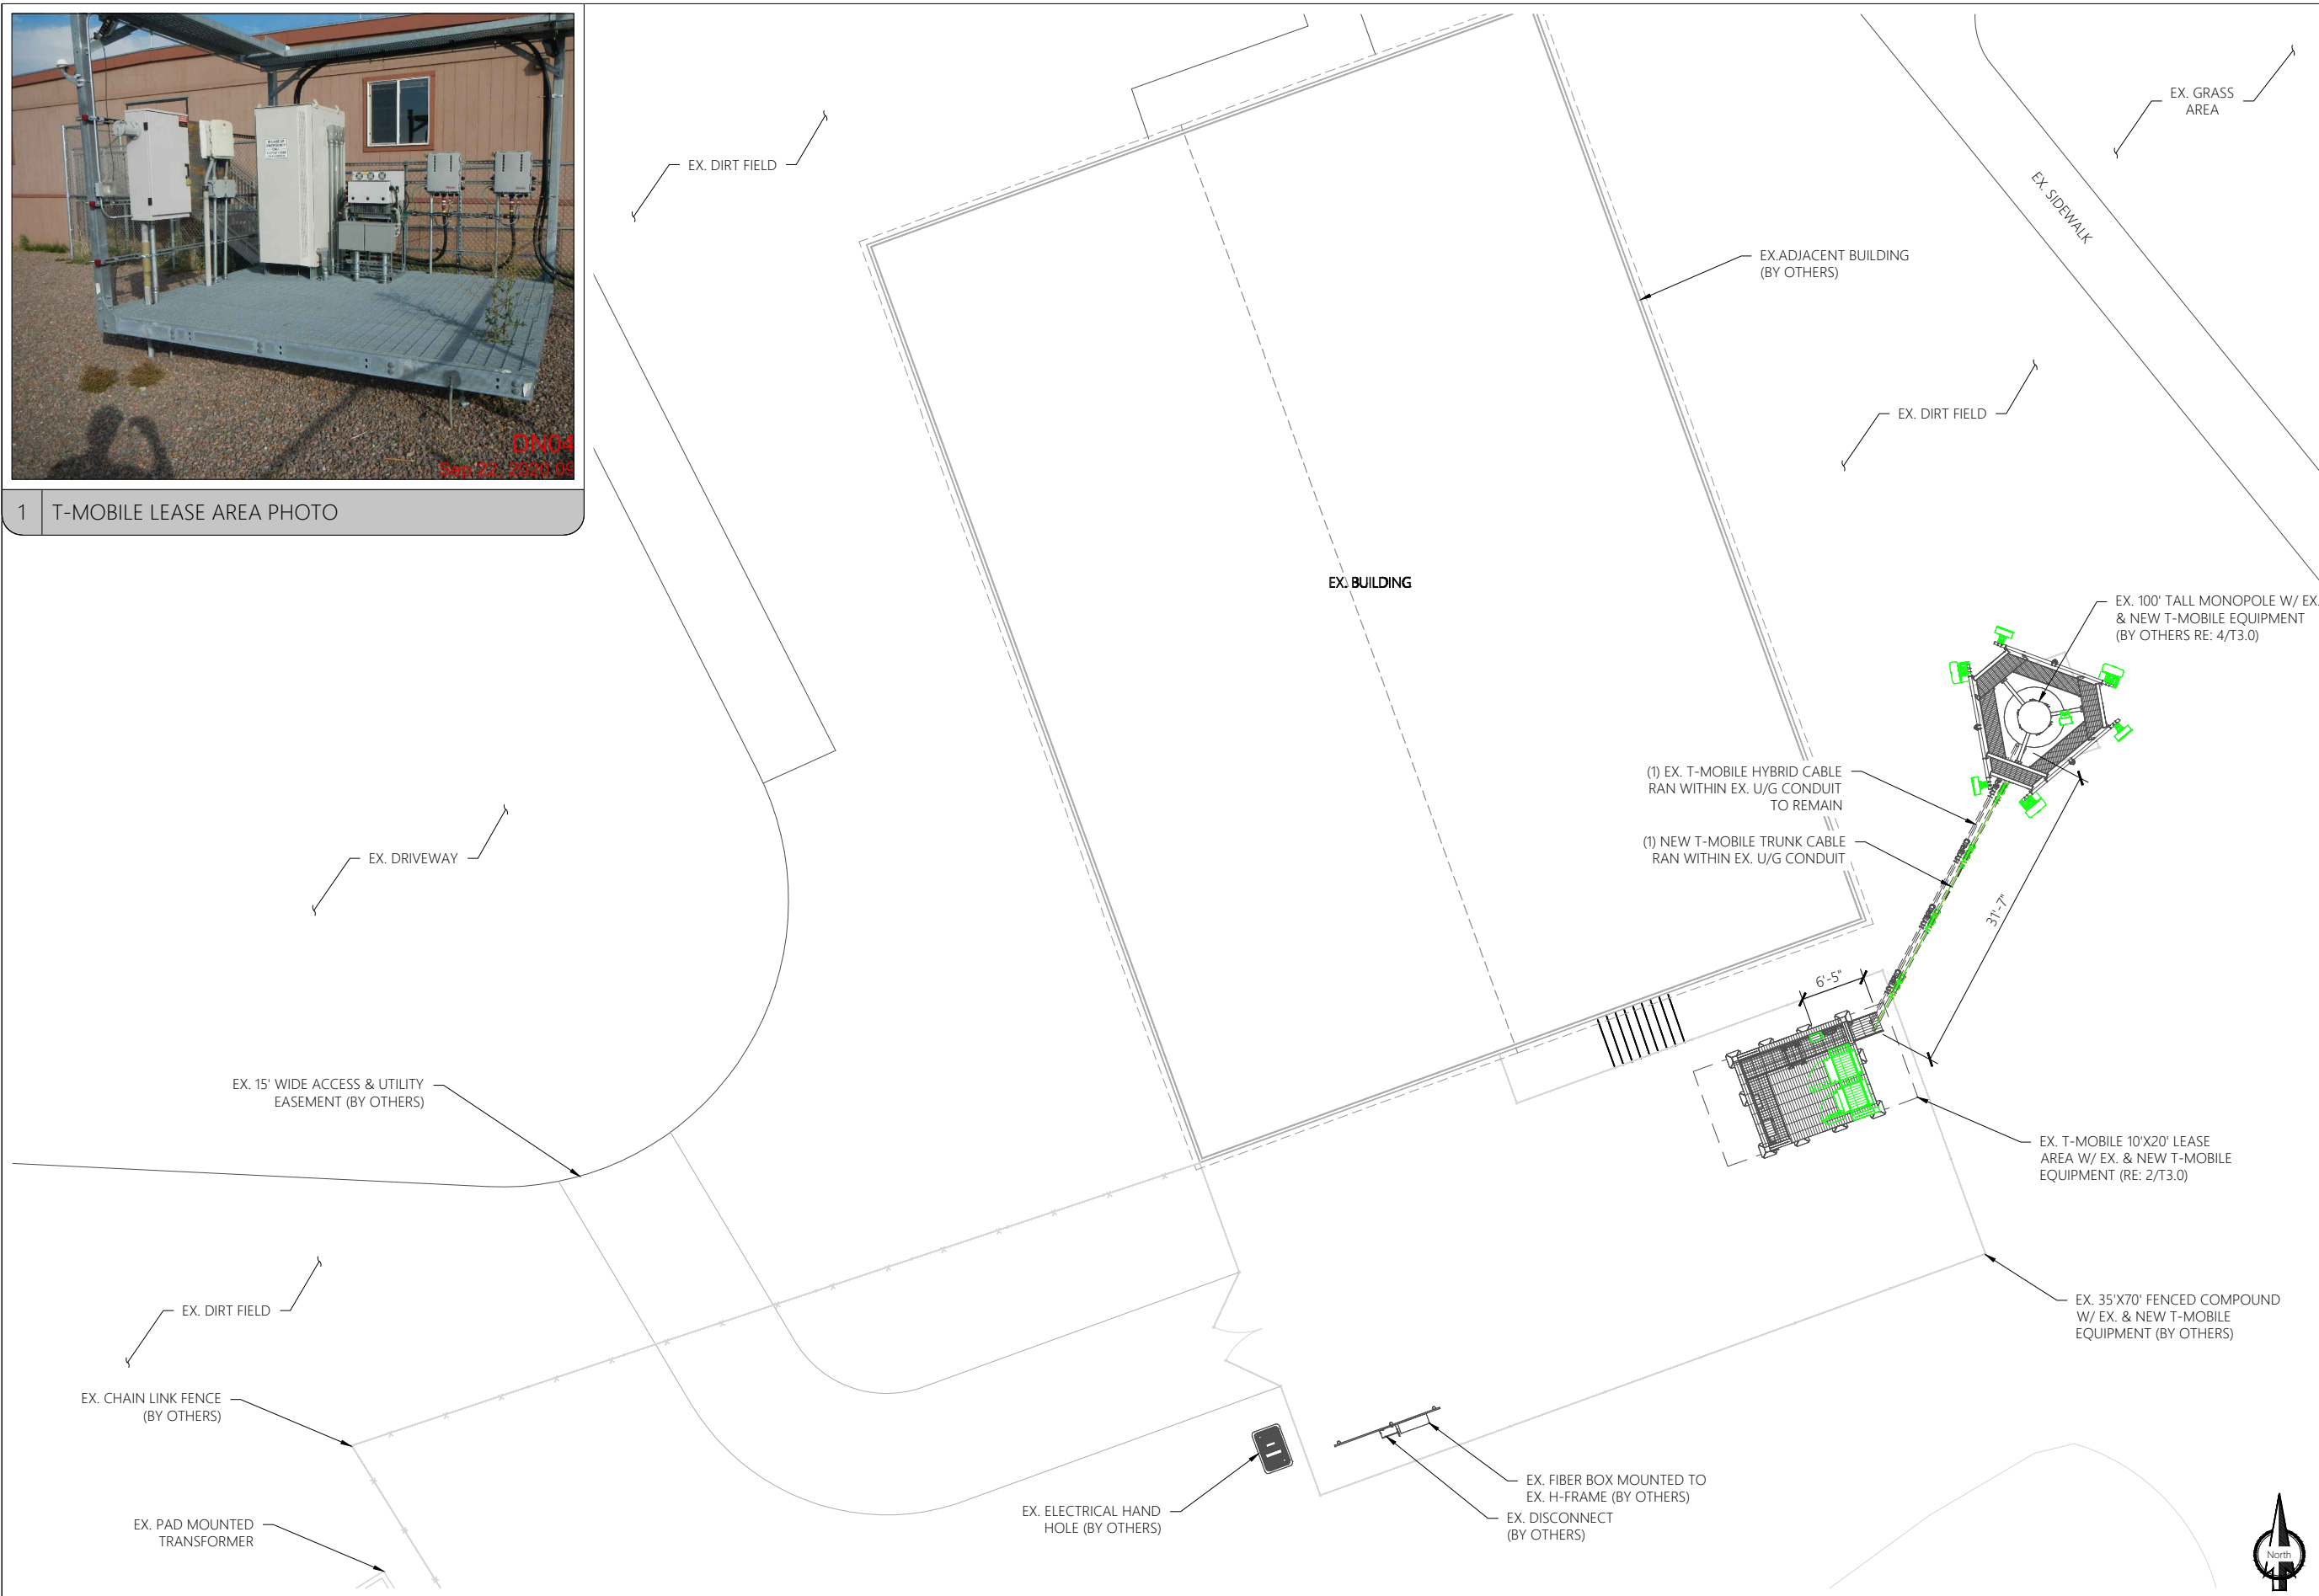 DN04
Sep 22, 2020 09
1 T-MOBILE LEASE AREA PHOTO
EX. DIRT FIELD
EX. GRASS
AREA
EX. SIDEWALK
EX.ADJACENT BUILDING
(BY OTHERS)
EX. DIRT FIELD
EX. BUILDING
EX. 100' TALL MONOPOLE W/ EX.
& NEW T-MOBILE EQUIPMENT
(BY OTHERS RE: 4/T3.0)
(1) EX. T-MOBILE HYBRID CABLE
RAN WITHIN EX. U/G CONDUIT
TO REMAIN
(1) NEW T-MOBILE TRUNK CABLE
RAN WITHIN EX. U/G CONDUIT
EX. DRIVEWAY
31'-7"
6'-5"
EX. 15' WIDE ACCESS & UTILITY
EASEMENT (BY OTHERS)
EX. T-MOBILE 10'X20' LEASE
AREA W/ EX. & NEW T-MOBILE
EQUIPMENT (RE: 2/T3.0)
EX. DIRT FIELD
EX. 35'X70' FENCED COMPOUND
W/ EX. & NEW T-MOBILE
EQUIPMENT (BY OTHERS)
EX. CHAIN LINK FENCE
(BY OTHERS)
EX. FIBER BOX MOUNTED TO
EX. H-FRAME (BY OTHERS)
EX. ELECTRICAL HAND
HOLE (BY OTHERS)
EX. DISCONNECT
(BY OTHERS)
EX. PAD MOUNTED
TRANSFORMER
North